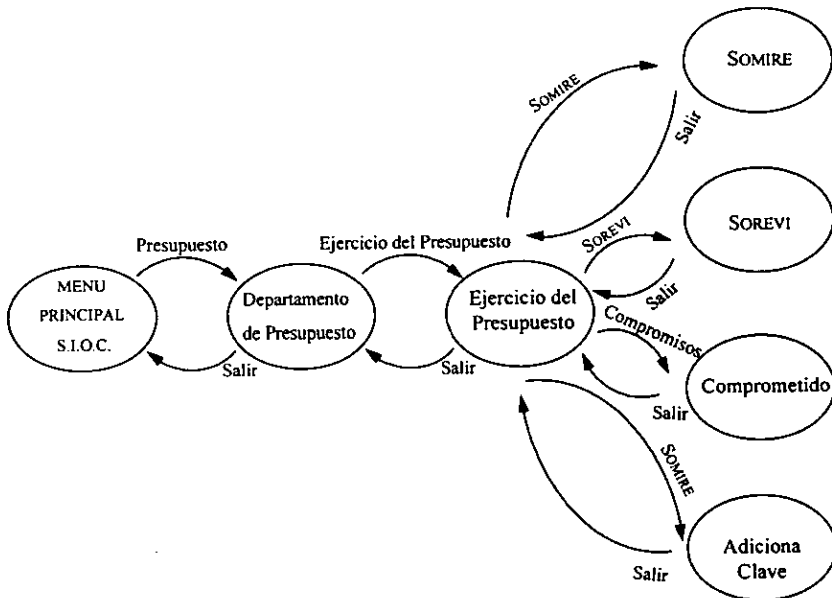 SOMIRE
SOMIRE
Salir
SOREVI
SOREVI
Salir
Presupuesto
Ejercicio del Presupuesto
MENU
PRINCIPAL
S.I.O.C.
Departamento
de Presupuesto
Ejercicio del
Presupuesto
Salir
Salir
Compromisos
Comprometido
Salir
SOMIRE
Adiciona
Clave
Salir